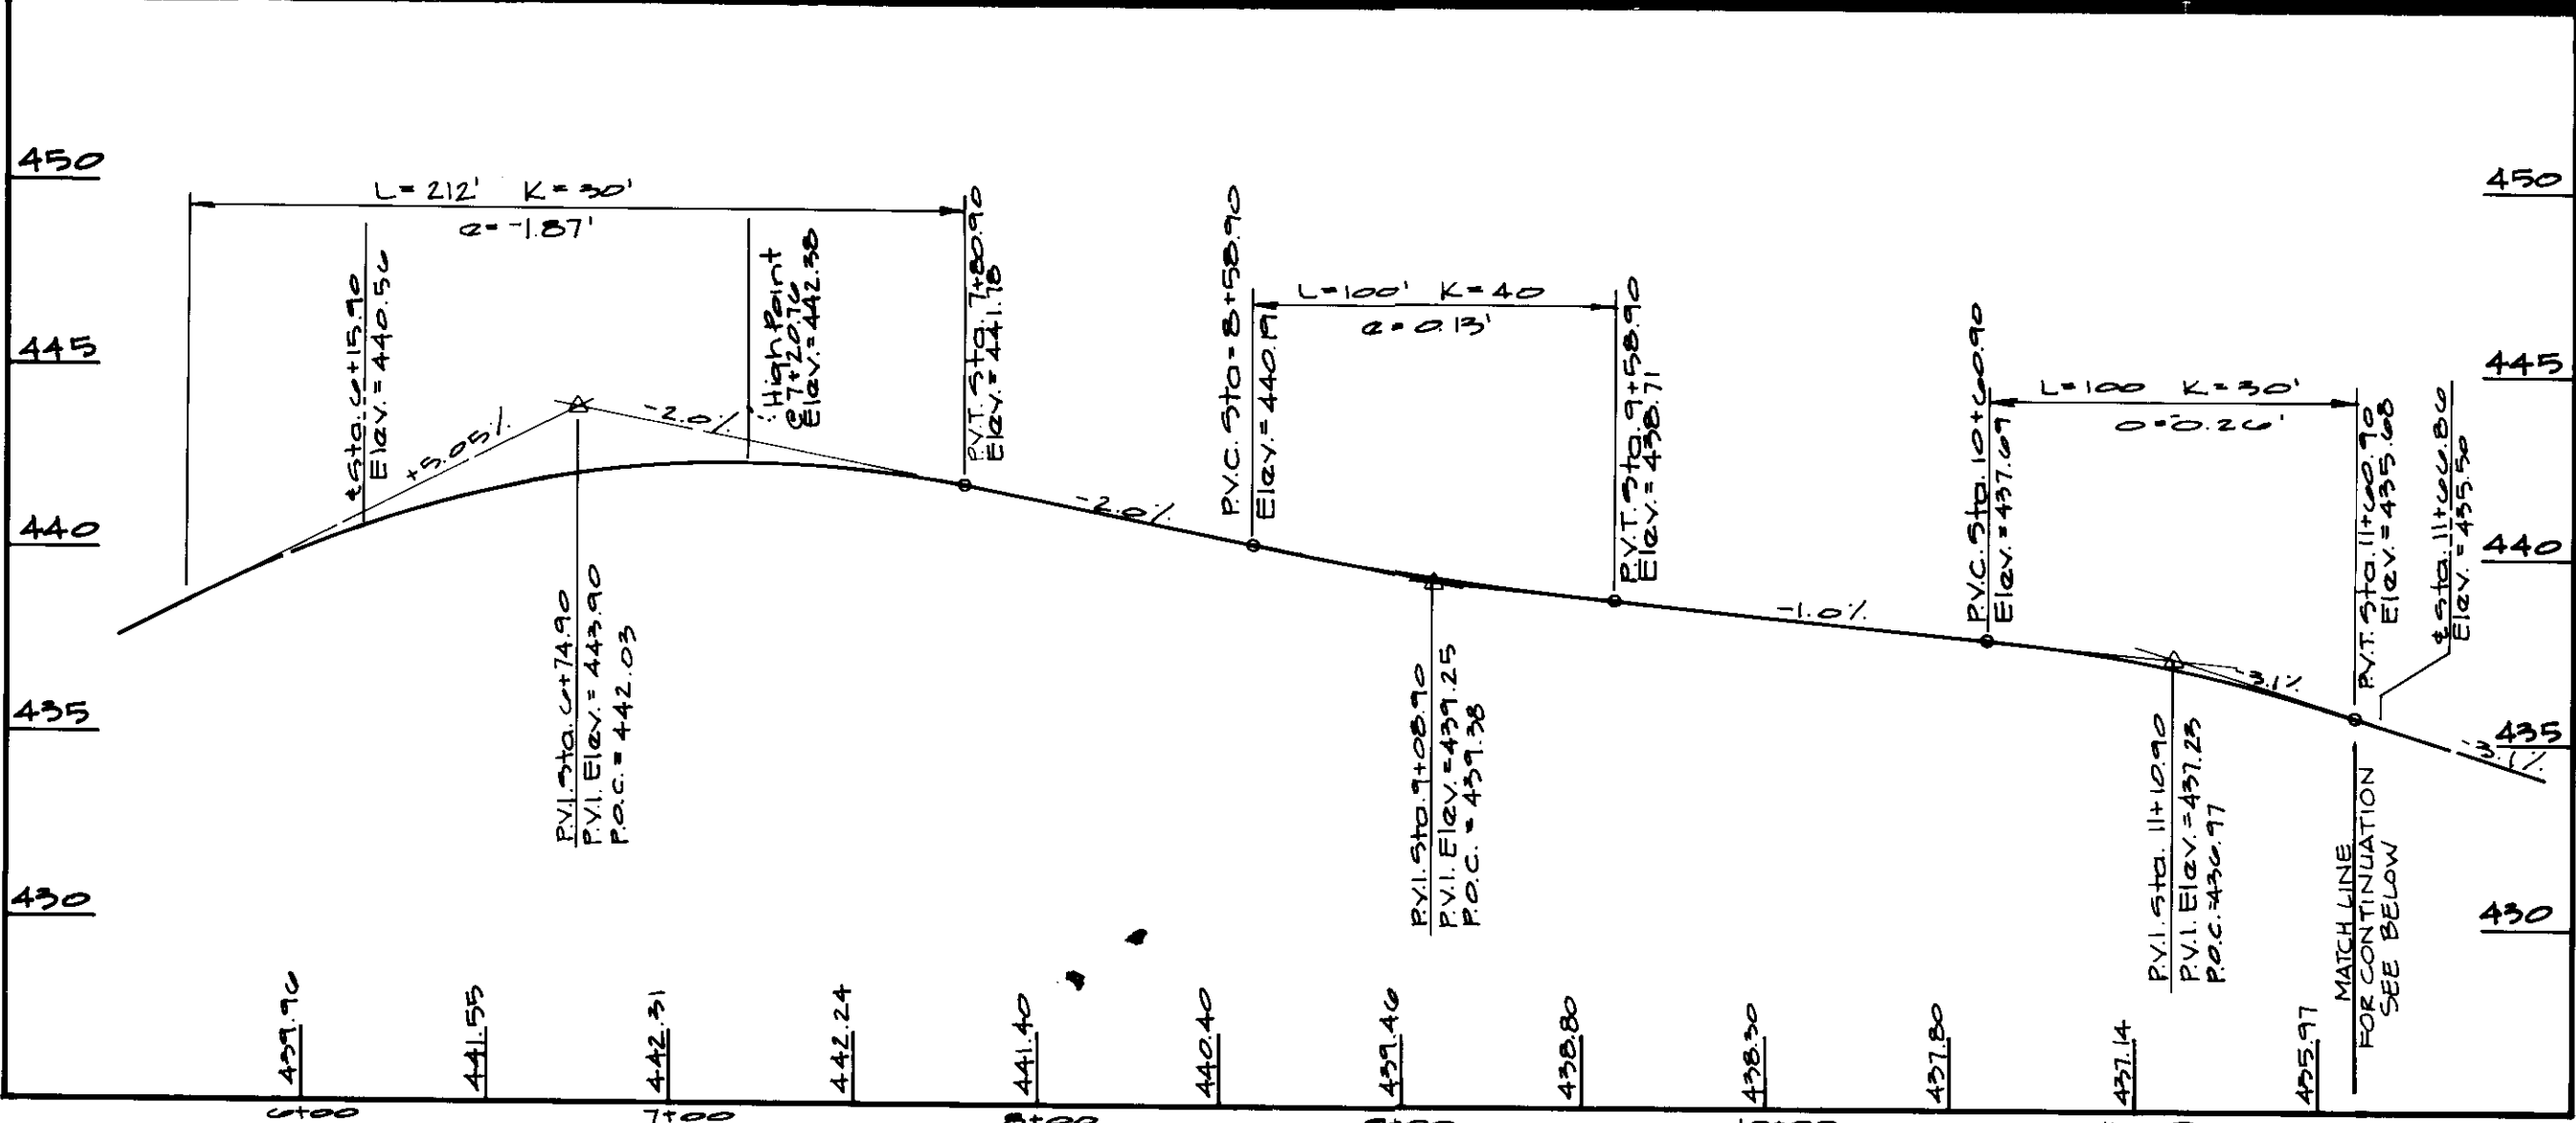 450
445
440
435
430
L=212' K=30'
e=-1.87'
℄ Sta. 6+15.90
Elev.=440.56
+5.05%
-2.0%
High Point
@ 7+20.76
Elev.=442.38
P.V.T. Sta. 7+80.90
Elev.=441.78
P.V.I. Sta. 6+74.90
P.V.I. Elev.=443.90
P.O.C.=442.03
-2.0%
P.V.C. Sta=8+58.90
Elev.=440.19
L=100' K=40
e=0.13'
P.V.T. Sta. 9+58.90
Elev.=438.71
P.V.I. Sta. 9+08.90
P.V.I. Elev.=439.25
P.O.C.=439.38
-1.0%
P.V.C. Sta. 10+60.90
Elev.=437.69
L=100 K=30'
e=0.26'
P.V.T. Sta. 11+60.90
Elev.=435.68
℄ Sta. 11+66.86
Elev.=435.50
-3.1%
P.V.I. Sta. 11+10.90
P.V.I. Elev.=437.23
P.O.C.=436.97
-3.1%
MATCH LINE
FOR CONTINUATION
SEE BELOW
450
445
440
435
430
439.96
441.55
442.31
442.24
441.40
440.40
439.46
438.80
438.30
437.80
437.14
435.97
6+00
7+00